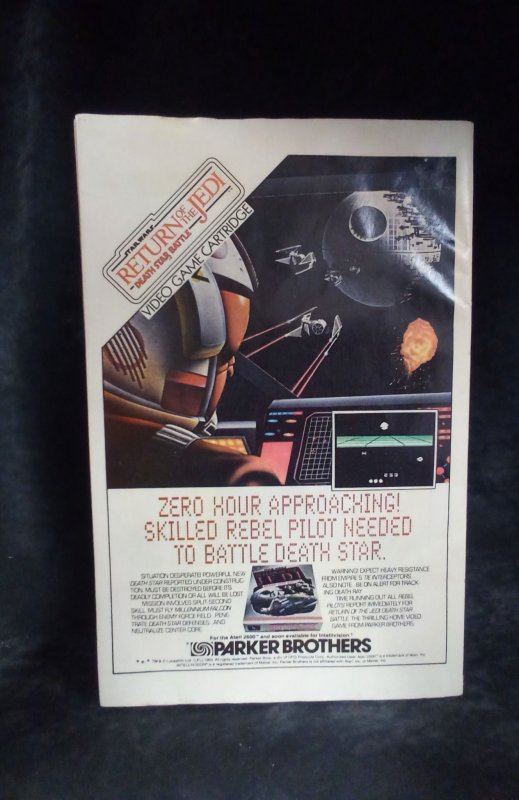 STAR WARS
RETURN OF THE JEDI
DEATH STAR BATTLE
VIDEO GAME CARTRIDGE
ZERO HOUR APPROACHING!
SKILLED REBEL PILOT NEEDED
TO BATTLE DEATH STAR.
SITUATION DESPERATE! POWERFUL NEW
DEATH STAR REPORTED UNDER CONSTRUC-
TION. MUST BE DESTROYED BEFORE ITS
DEADLY COMPLETION OR ALL WILL BE LOST.
MISSION INVOLVES SPLIT-SECOND
SKILL. MUST FLY MILLENNIUM FALCON
THROUGH ENEMY FORCE FIELD. PENE-
TRATE DEATH STAR DEFENSES. AND
NEUTRALIZE CENTER CORE.
WARNING! EXPECT HEAVY RESISTANCE
FROM EMPIRE'S TIE INTERCEPTORS.
ALSO. BE ON ALERT FOR TRACK-
ING DEATH RAY.
TIME RUNNING OUT. ALL REBEL
PILOTS REPORT IMMEDIATELY FOR
RETURN OF THE JEDI DEATH STAR
BATTLE. THE THRILLING HOME VIDEO
GAME FROM PARKER BROTHERS.
JEDI
For the Atari 2600™ and soon available for Intellivision.®
PARKER BROTHERS